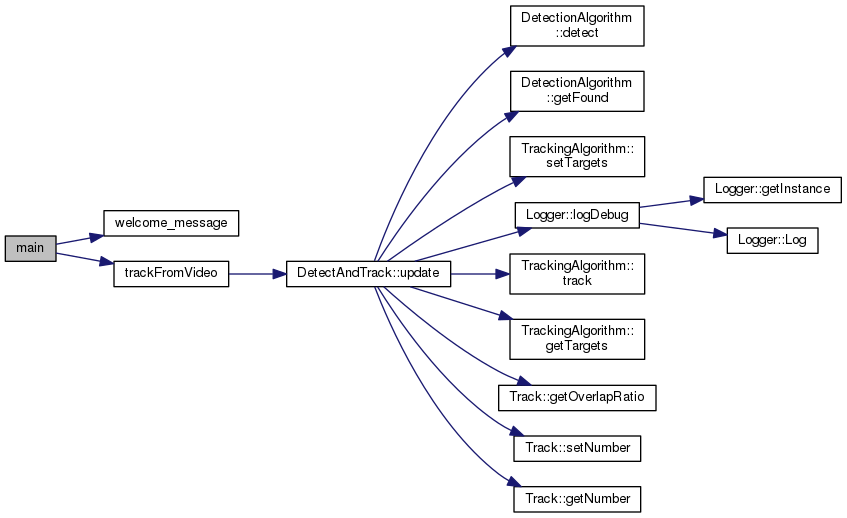 main
welcome_message
trackFromVideo
DetectAndTrack::update
DetectionAlgorithm
::detect
DetectionAlgorithm
::getFound
TrackingAlgorithm::
setTargets
Logger::logDebug
TrackingAlgorithm::
track
TrackingAlgorithm::
getTargets
Track::getOverlapRatio
Track::setNumber
Track::getNumber
Logger::getInstance
Logger::Log